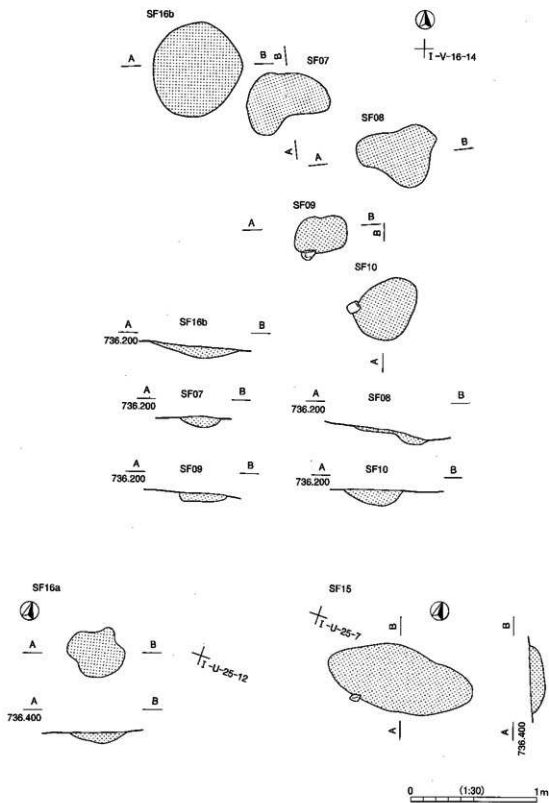 SF16b
A
B
B
SF07
I-V-16-14
A
A
SF08
B
A
SF09
B
B
SF10
A
A
736.200
SF16b
B
A
736.200
SF07
B
A
736.200
SF08
B
A
736.200
SF09
B
A
736.200
SF10
B
SF16a
A
B
I-U-25-12
A
736.400
B
SF15
I-U-25-7
B
A
B
A
736.400
0
(1:30)
1m